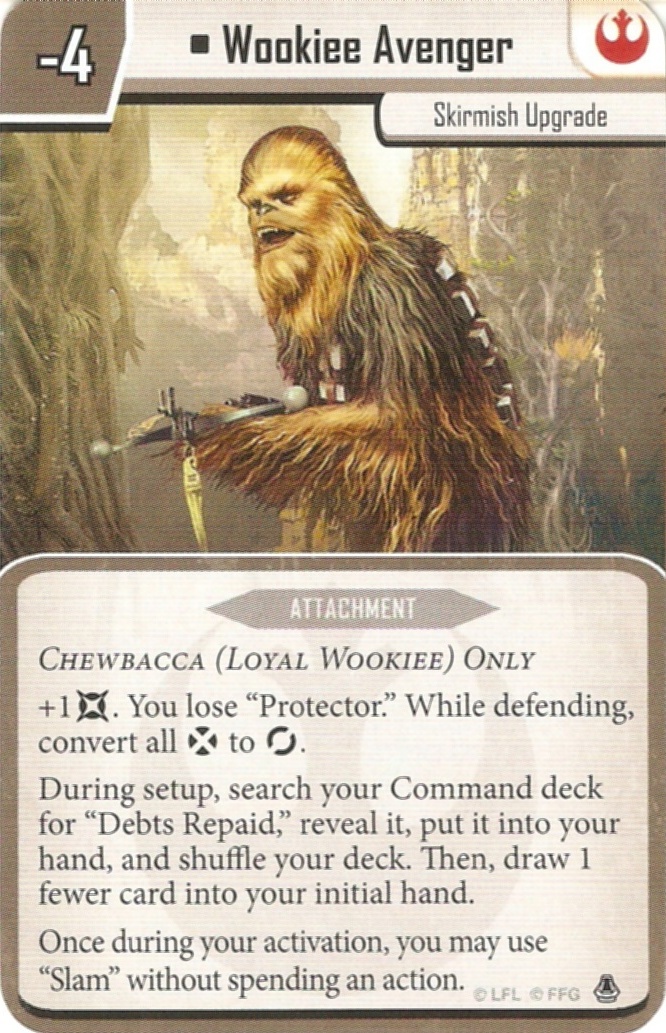 -4
Wookiee Avenger
Skirmish Upgrade
ATTACHMENT
CHEWBACCA (LOYAL WOOKIEE) ONLY
+1 . You lose “Protector.” While defending,
convert all to .
During setup, search your Command deck
for “Debts Repaid,” reveal it, put it into your
hand, and shuffle your deck. Then, draw 1
fewer card into your initial hand.
Once during your activation, you may use
“Slam” without spending an action.
© LFL © FFG